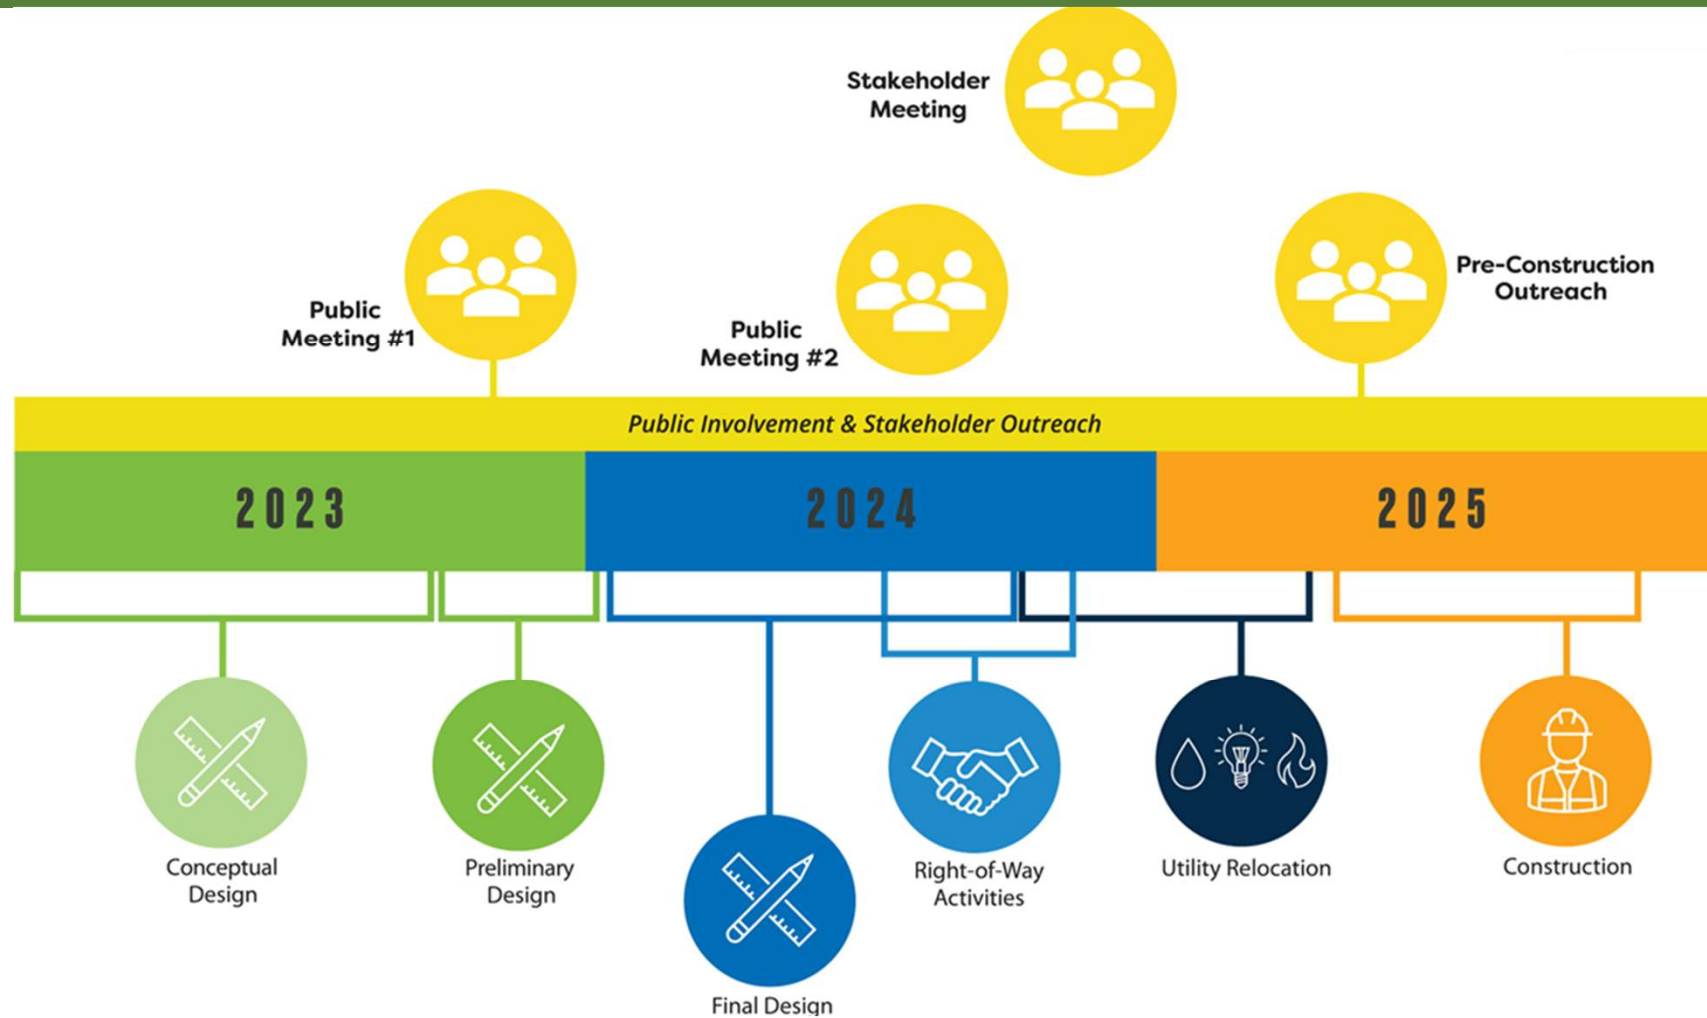 Stakeholder
Meeting
Public
Meeting #1
Public
Meeting #2
Pre-Construction
Outreach
Public Involvement & Stakeholder Outreach
2023
2024
2025
Conceptual
Design
Preliminary
Design
Final Design
Right-of-Way
Activities
Utility Relocation
Construction